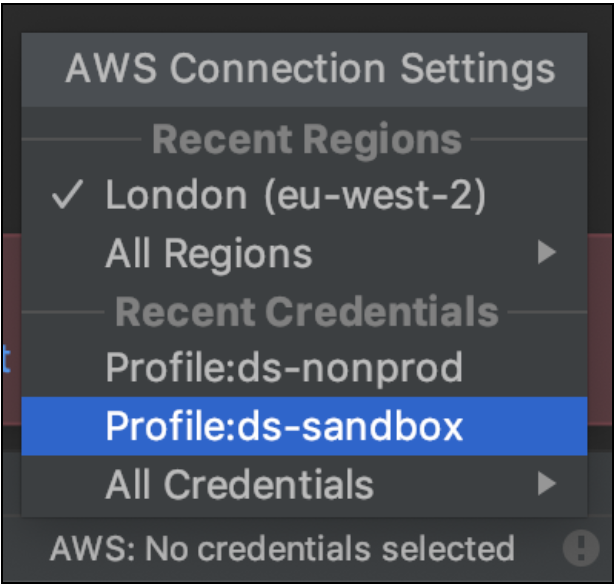 AWS Connection Settings
Recent Regions
✓ London (eu-west-2)
All Regions
Recent Credentials
Profile:ds-nonprod
t
Profile:ds-sandbox
All Credentials
AWS: No credentials selected